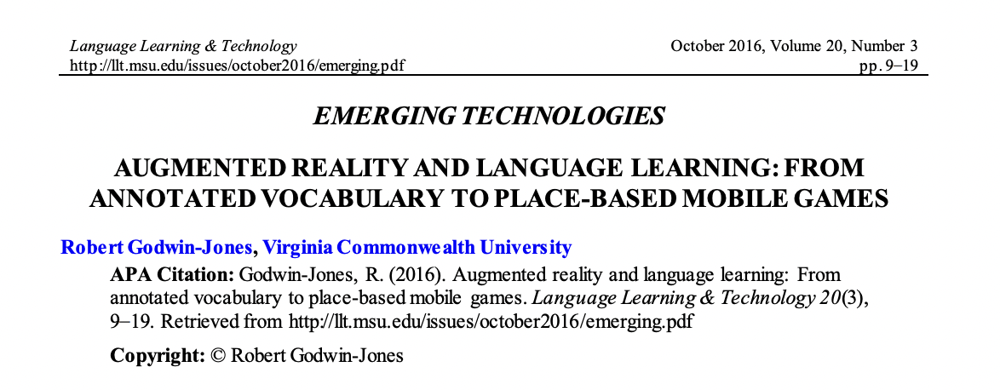 Language Learning & Technology
http://llt.msu.edu/issues/october2016/emerging.pdf
October 2016, Volume 20, Number 3
pp. 9–19
EMERGING TECHNOLOGIES
AUGMENTED REALITY AND LANGUAGE LEARNING: FROM
ANNOTATED VOCABULARY TO PLACE-BASED MOBILE GAMES
Robert Godwin-Jones, Virginia Commonwealth University
APA Citation: Godwin-Jones, R. (2016). Augmented reality and language learning: From
annotated vocabulary to place-based mobile games. Language Learning & Technology 20(3),
9–19. Retrieved from http://llt.msu.edu/issues/october2016/emerging.pdf
Copyright: © Robert Godwin-Jones